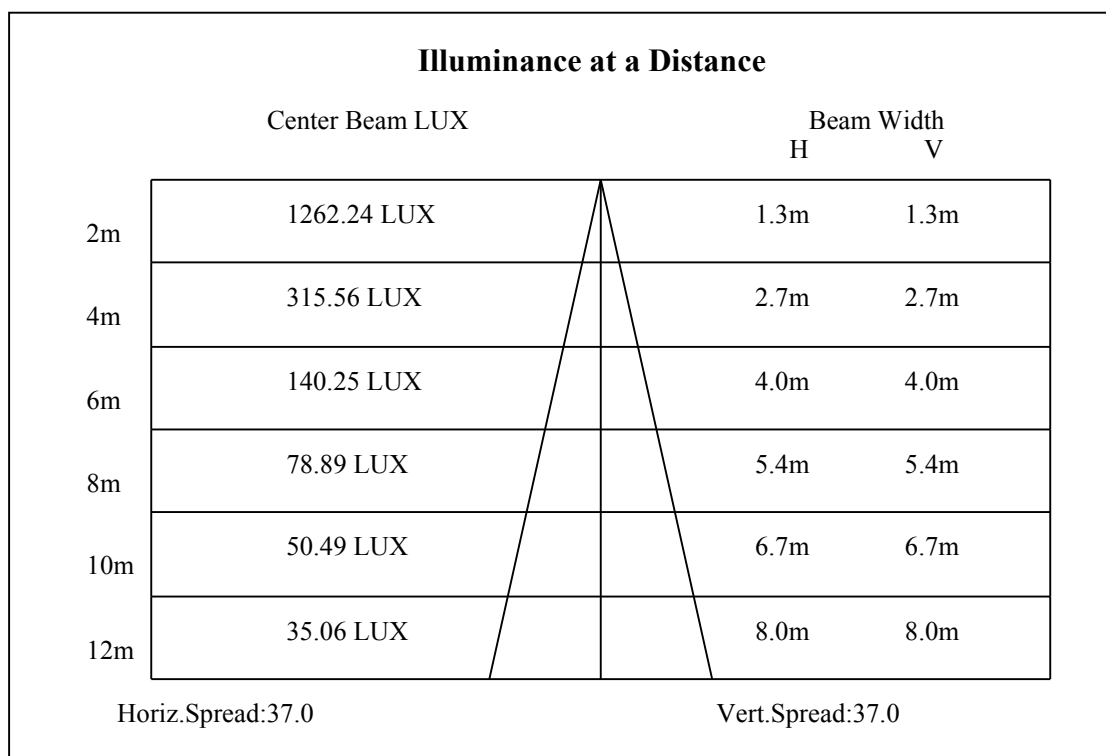 Illuminance at a Distance
Center Beam LUX Beam Width
H V
2m 1262.24 LUX 1.3m 1.3m
4m 315.56 LUX 2.7m 2.7m
6m 140.25 LUX 4.0m 4.0m
8m 78.89 LUX 5.4m 5.4m
10m 50.49 LUX 6.7m 6.7m
12m 35.06 LUX 8.0m 8.0m
Horiz.Spread:37.0 Vert.Spread:37.0